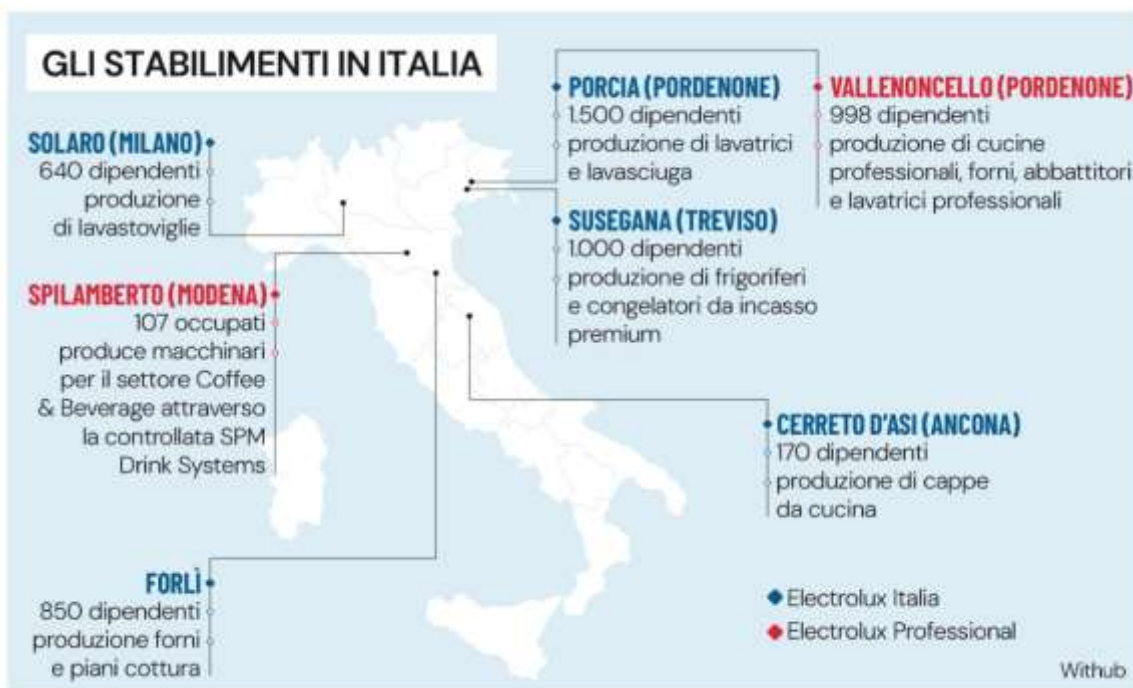 GLI STABILIMENTI IN ITALIA
SOLARO (MILANO)
640 dipendenti
produzione
di lavastoviglie
SPILAMBERTO (MODENA)
107 occupati
produce macchinari
per il settore Coffee
& Beverage attraverso
la controllata SPM
Drink Systems
FORLÌ
850 dipendenti
produzione forni
e piani cottura
PORCIA (PORDENONE)
1.500 dipendenti
produzione di lavatrici
e lavasciuga
VALLENONCELLO (PORDENONE)
998 dipendenti
produzione di cucine
professionali, forni, abbattitori
e lavatrici professionali
SUSEGANA (TREVISO)
1.000 dipendenti
produzione di frigoriferi
e congelatori da incasso
premium
CERRETO D'ASI (ANCONA)
170 dipendenti
produzione di cappe
da cucina
Electrolux Italia
Electrolux Professional
Withub